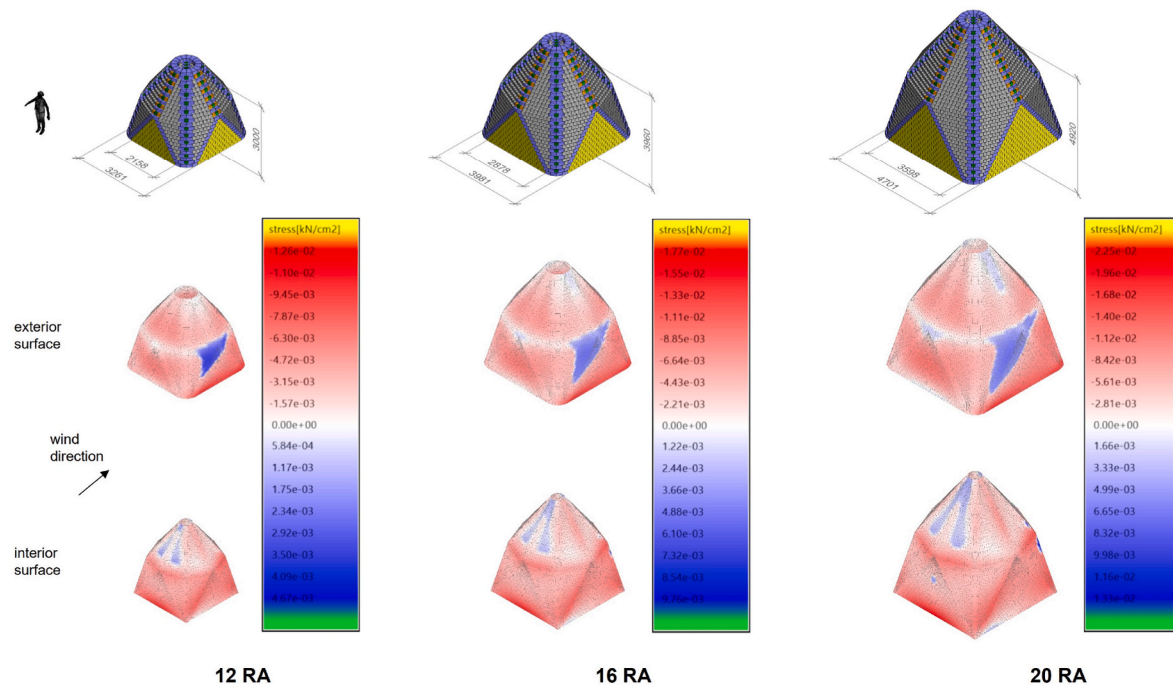 3000
2158
3261
3960
2878
3981
4920
3598
4701
stress[kN/cm2]
-1.26e-02
-1.10e-02
-9.45e-03
-7.87e-03
-6.30e-03
-4.72e-03
-3.15e-03
-1.57e-03
0.00e+00
5.84e-04
1.17e-03
1.75e-03
2.34e-03
2.92e-03
3.50e-03
4.09e-03
4.67e-03
stress[kN/cm2]
-1.77e-02
-1.55e-02
-1.33e-02
-1.11e-02
-8.85e-03
-6.64e-03
-4.43e-03
-2.21e-03
0.00e+00
1.22e-03
2.44e-03
3.66e-03
4.88e-03
6.10e-03
7.32e-03
8.54e-03
9.76e-03
stress[kN/cm2]
-2.25e-02
-1.96e-02
-1.68e-02
-1.40e-02
-1.12e-02
-8.42e-03
-5.61e-03
-2.81e-03
0.00e+00
1.66e-03
3.33e-03
4.99e-03
6.65e-03
8.32e-03
9.98e-03
1.16e-02
1.33e-02
exterior
surface
wind
direction
interior
surface
12 RA
16 RA
20 RA